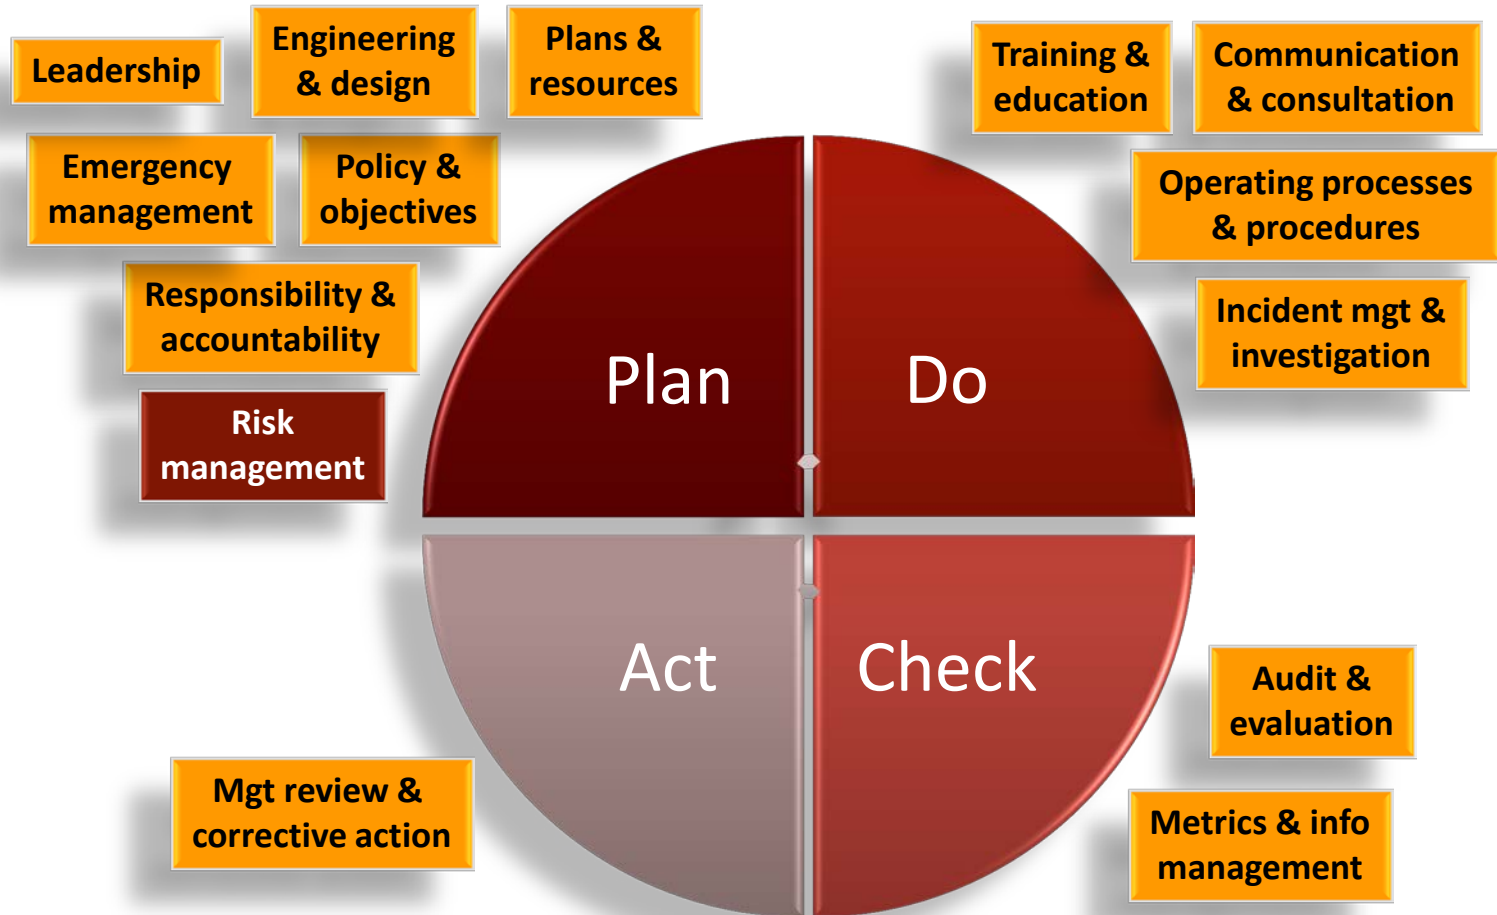 Leadership
Engineering
& design
Plans &
resources
Emergency
management
Policy &
objectives
Responsibility &
accountability
Risk
management
Training &
education
Communication
& consultation
Operating processes
& procedures
Incident mgt &
investigation
Plan
Do
Act
Check
Mgt review &
corrective action
Audit &
evaluation
Metrics & info
management